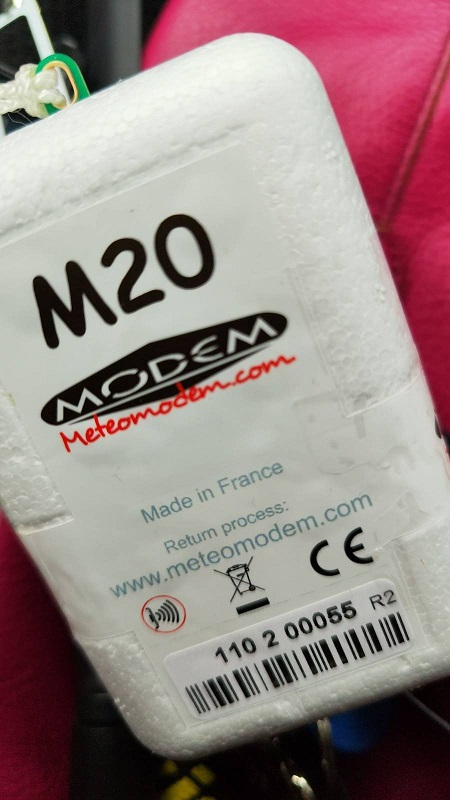 M20
MODEM
Meteomodem.com
Made in France
Return process:
www.meteomodem.com
CE
110 2 00055 R2